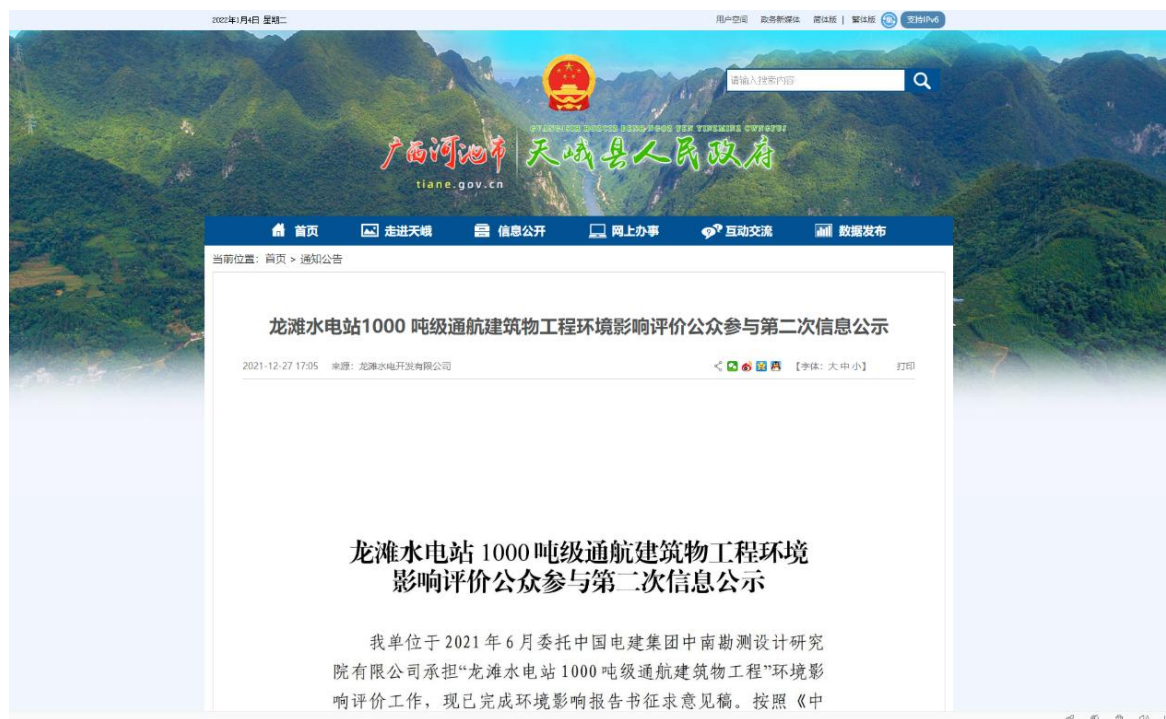 2022年1月4日 星期二
用户空间 政务新媒体 简体版 | 繁体版 支持IPv6
请输入搜索内容
广西河池市 天峨县人民政府
tiane.gov.cn
首页 走进天峨 信息公开 网上办事 互动交流 数据发布
当前位置：首页 > 通知公告
龙滩水电站1000 吨级通航建筑物工程环境影响评价公众参与第二次信息公示
2021-12-27 17:05 来源：龙滩水电开发有限公司 【字体：大 中 小】 打印
龙滩水电站 1000 吨级通航建筑物工程环境
影响评价公众参与第二次信息公示
我单位于 2021 年 6 月委托中国电建集团中南勘测设计研究
院有限公司承担“龙滩水电站 1000 吨级通航建筑物工程”环境影
响评价工作，现已完成环境影响报告书征求意见稿。按照《中